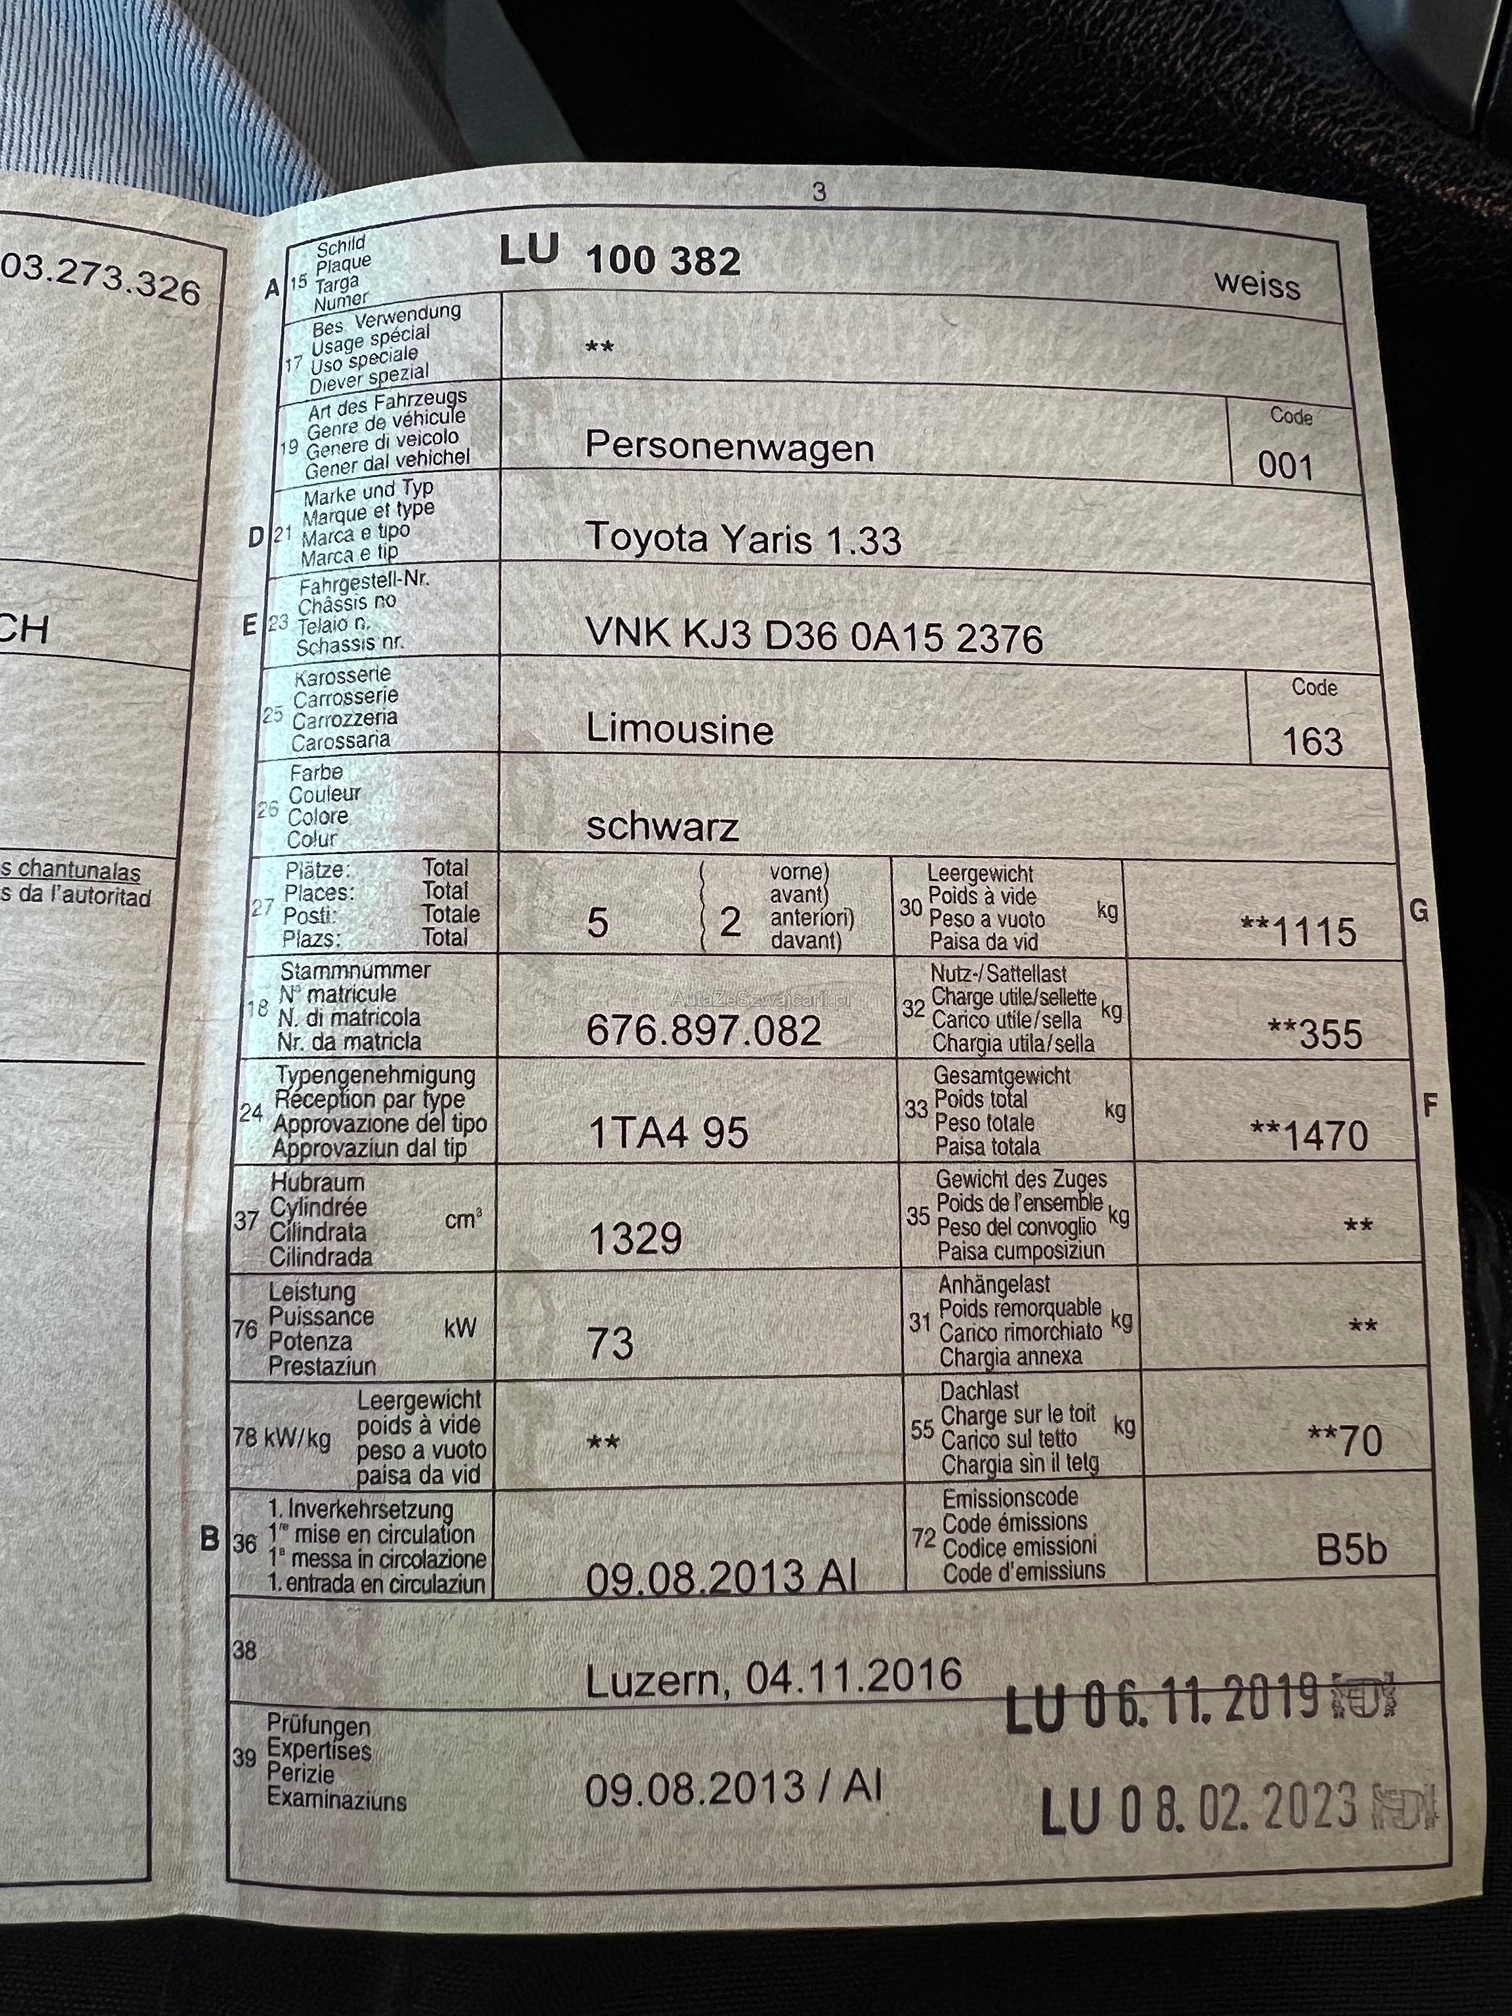 3
03.273.326
CH
s chantunalas
s da l'autoritad
A 15 Schild
Plaque
Targa
Numer
LU 100 382 weiss
17 Bes. Verwendung
Usage spécial
Uso speciale
Diever spezial
**
19 Art des Fahrzeugs
Genre de véhicule
Genere di veicolo
Gener dal vehichel
Personenwagen
Code
001
D 21 Marke und Typ
Marque et type
Marca e tipo
Marca e tip
Toyota Yaris 1.33
E 23 Fahrgestell-Nr.
Châssis no
Telaio n.
Schassis nr.
VNK KJ3 D36 0A15 2376
25 Karosserie
Carrosserie
Carrozzeria
Carossaria
Limousine
Code
163
26 Farbe
Couleur
Colore
Colur
schwarz
27 Plätze: Total
Places: Total
Posti: Totale
Plazs: Total
5
( 2 vorne)
avant)
anteriori)
davant)
30 Leergewicht
Poids à vide
Peso a vuoto
Paisa da vid
kg
**1115
G
18 Stammnummer
N° matricule
N. di matricola
Nr. da matricla
676.897.082
AutaZeSzwajcarii.pl
32 Nutz-/Sattellast
Charge utile/sellette
Carico utile/sella
Chargia utila/sella
kg
**355
24 Typengenehmigung
Réception par type
Approvazione del tipo
Approvaziun dal tip
1TA4 95
33 Gesamtgewicht
Poids total
Peso totale
Paisa totala
kg
**1470
F
37 Hubraum
Cylindrée
Cilindrata
Cilindrada
cm³
1329
35 Gewicht des Zuges
Poids de l'ensemble
Peso del convoglio
Paisa cumposiziun
kg
**
76 Leistung
Puissance
Potenza
Prestaziun
kW
73
31 Anhängelast
Poids remorquable
Carico rimorchiato
Chargia annexa
kg
**
78 kW/kg Leergewicht
poids à vide
peso a vuoto
paisa da vid
**
55 Dachlast
Charge sur le toit
Carico sul tetto
Chargia sin il tetg
kg
**70
B 36 1. Inverkehrsetzung
1re mise en circulation
1a messa in circolazione
1. entrada en circulaziun
09.08.2013 AI
72 Emissionscode
Code émissions
Codice emissioni
Code d'emissiuns
B5b
38
Luzern, 04.11.2016
LU 06.11.2019
39 Prüfungen
Expertises
Perizie
Examinaziuns
09.08.2013 / AI
LU 08.02.2023